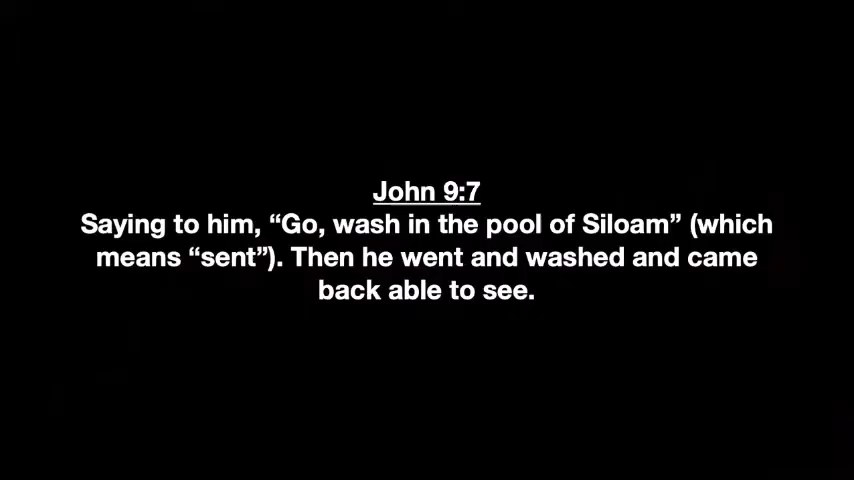 John 9:7
Saying to him, “Go, wash in the pool of Siloam” (which
means “sent”). Then he went and washed and came
back able to see.